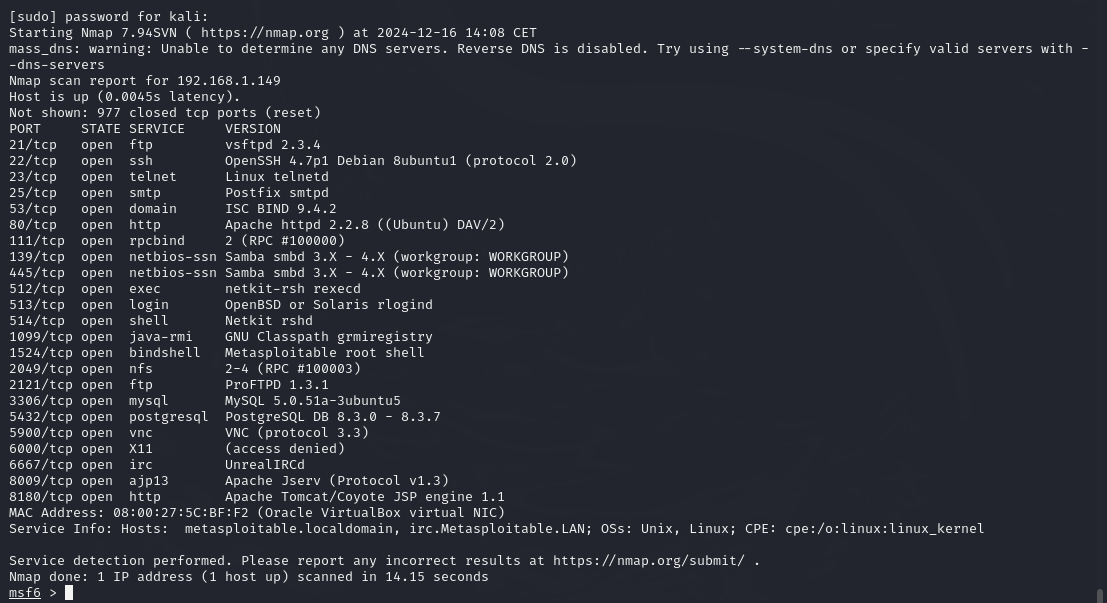 [sudo] password for kali:
Starting Nmap 7.94SVN ( https://nmap.org ) at 2024-12-16 14:08 CET
mass_dns: warning: Unable to determine any DNS servers. Reverse DNS is disabled. Try using --system-dns or specify valid servers with -
-dns-servers
Nmap scan report for 192.168.1.149
Host is up (0.0045s latency).
Not shown: 977 closed tcp ports (reset)
PORT     STATE SERVICE     VERSION
21/tcp   open  ftp         vsftpd 2.3.4
22/tcp   open  ssh         OpenSSH 4.7p1 Debian 8ubuntu1 (protocol 2.0)
23/tcp   open  telnet      Linux telnetd
25/tcp   open  smtp        Postfix smtpd
53/tcp   open  domain      ISC BIND 9.4.2
80/tcp   open  http        Apache httpd 2.2.8 ((Ubuntu) DAV/2)
111/tcp  open  rpcbind     2 (RPC #100000)
139/tcp  open  netbios-ssn Samba smbd 3.X - 4.X (workgroup: WORKGROUP)
445/tcp  open  netbios-ssn Samba smbd 3.X - 4.X (workgroup: WORKGROUP)
512/tcp  open  exec        netkit-rsh rexecd
513/tcp  open  login       OpenBSD or Solaris rlogind
514/tcp  open  shell       Netkit rshd
1099/tcp open  java-rmi    GNU Classpath grmiregistry
1524/tcp open  bindshell   Metasploitable root shell
2049/tcp open  nfs         2-4 (RPC #100003)
2121/tcp open  ftp         ProFTPD 1.3.1
3306/tcp open  mysql       MySQL 5.0.51a-3ubuntu5
5432/tcp open  postgresql  PostgreSQL DB 8.3.0 - 8.3.7
5900/tcp open  vnc         VNC (protocol 3.3)
6000/tcp open  X11         (access denied)
6667/tcp open  irc         UnrealIRCd
8009/tcp open  ajp13       Apache Jserv (Protocol v1.3)
8180/tcp open  http        Apache Tomcat/Coyote JSP engine 1.1
MAC Address: 08:00:27:5C:BF:F2 (Oracle VirtualBox virtual NIC)
Service Info: Hosts:  metasploitable.localdomain, irc.Metasploitable.LAN; OSs: Unix, Linux; CPE: cpe:/o:linux:linux_kernel

Service detection performed. Please report any incorrect results at https://nmap.org/submit/ .
Nmap done: 1 IP address (1 host up) scanned in 14.15 seconds
msf6 >